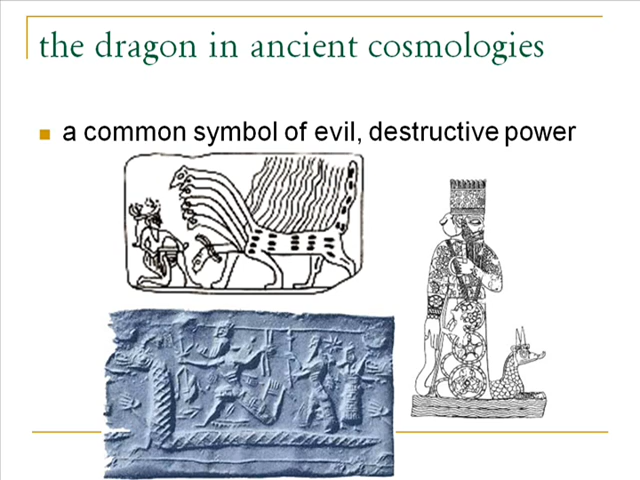 the dragon in ancient cosmologies
a common symbol of evil, destructive power